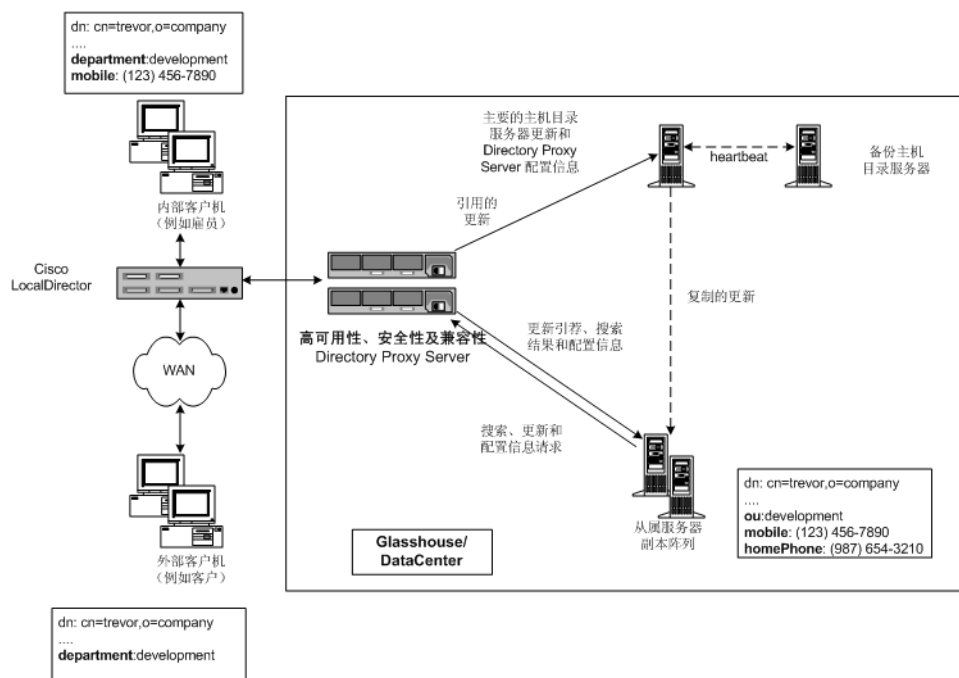 dn: cn=trevor,o=company
....
department:development
mobile: (123) 456-7890
内部客户机
(例如雇员)
Cisco
LocalDirector
WAN
外部客户机
(例如客户)
dn: cn=trevor,o=company
....
department:development
主要的主机目录
服务器更新和
Directory Proxy
Server 配置信息
heartbeat
备份主机
目录服务器
引用的
更新
高可用性、安全性及兼容性
Directory Proxy Server
复制的更新
更新引荐、搜索
结果和配置信息
搜索、更新和
配置信息请求
从属服务器
副本阵列
Glasshouse/
DataCenter
dn: cn=trevor,o=company
....
ou:development
mobile: (123) 456-7890
homePhone: (987) 654-3210